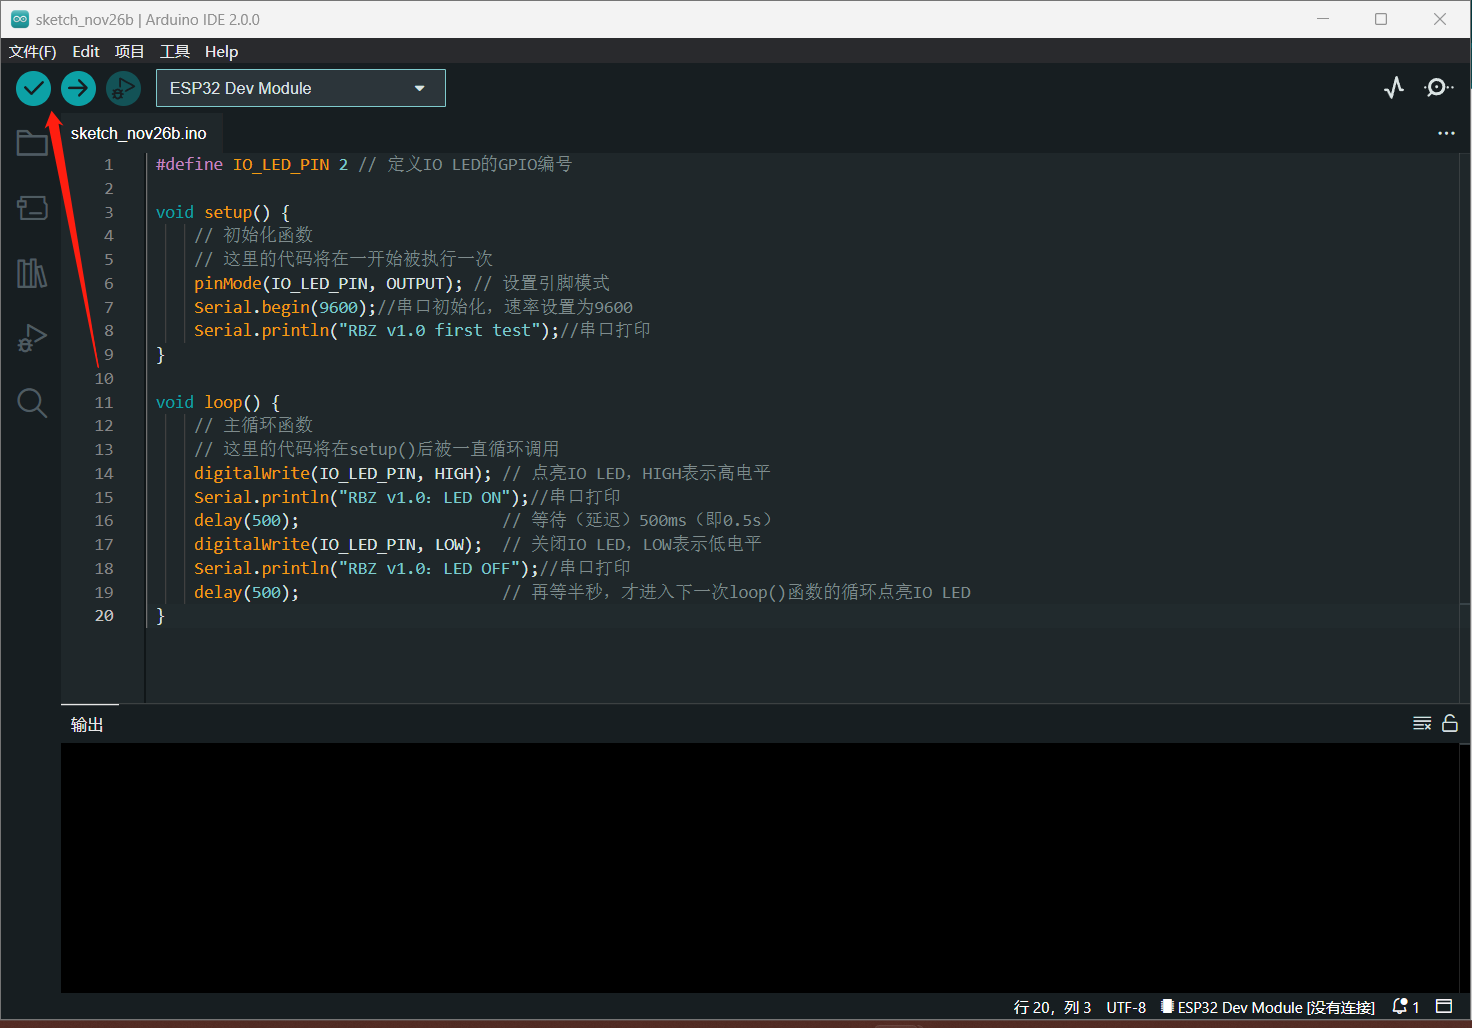 sketch_nov26b | Arduino IDE 2.0.0
文件(F) Edit 项目 工具 Help
ESP32 Dev Module
sketch_nov26b.ino
1 #define IO_LED_PIN 2 // 定义IO LED的GPIO编号
2
3 void setup() {
4 // 初始化函数
5 // 这里的代码将在一开始被执行一次
6 pinMode(IO_LED_PIN, OUTPUT); // 设置引脚模式
7 Serial.begin(9600);//串口初始化，速率设置为9600
8 Serial.println("RBZ v1.0 first test");//串口打印
9 }
10
11 void loop() {
12 // 主循环函数
13 // 这里的代码将在setup()后被一直循环调用
14 digitalWrite(IO_LED_PIN, HIGH); // 点亮IO LED，HIGH表示高电平
15 Serial.println("RBZ v1.0：LED ON");//串口打印
16 delay(500); // 等待（延迟）500ms（即0.5s）
17 digitalWrite(IO_LED_PIN, LOW); // 关闭IO LED，LOW表示低电平
18 Serial.println("RBZ v1.0：LED OFF");//串口打印
19 delay(500); // 再等半秒，才进入下一次loop()函数的循环点亮IO LED
20 }
输出
行 20，列 3 UTF-8 ESP32 Dev Module [没有连接] 1